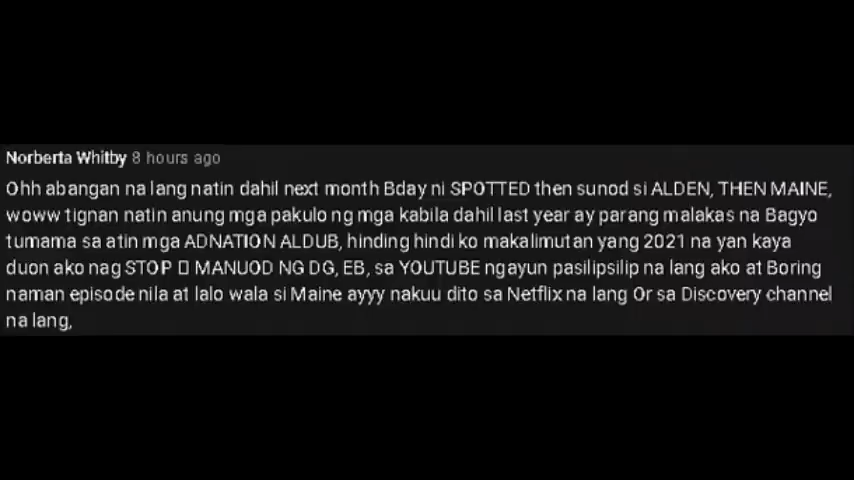 Norberta Whitby 8 hours ago
Ohh abangan na lang natin dahil next month Bday ni SPOTTED then sunod si ALDEN, THEN MAINE,
woww tignan natin anung mga pakulo ng mga kabila dahil last year ay parang malakas na Bagyo
tumama sa atin mga ADNATION ALDUB, hinding hindi ko makalimutan yang 2021 na yan kaya
duon ako nag STOP ▯ MANUOD NG DG, EB, sa YOUTUBE ngayun pasilipsilip na lang ako at Boring
naman episode nila at lalo wala si Maine ayyy nakuu dito sa Netflix na lang Or sa Discovery channel
na lang,